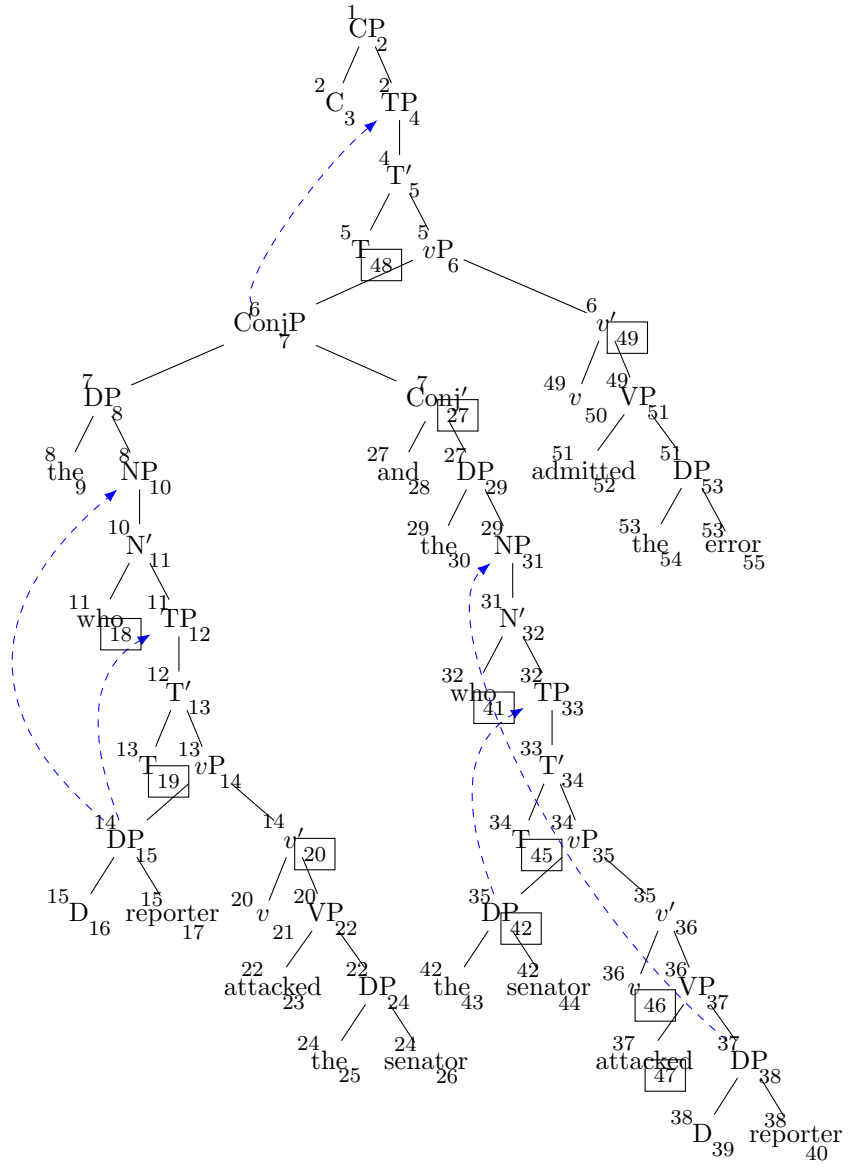 1 CP 2
2 C 3 2 TP 4
4 T′ 5
5 T 48 5 vP 6
6 ConjP 7 6 v′ 49
7 DP 8 7 Conj′ 27 49 v 50 49 VP 51
8 the 9 8 NP 10 27 and 28 27 DP 29 51 admitted 52 51 DP 53
10 N′ 11 29 the 30 29 NP 31 53 the 54 53 error 55
11 who 18 11 TP 12 31 N′ 32
12 T′ 13 32 who 41 32 TP 33
13 T 19 13 vP 14 33 T′ 34
14 DP 15 14 v′ 20 34 T 45 34 vP 35
15 D 16 15 reporter 17 20 v 21 20 VP 22 35 DP 42 35 v′ 36
22 attacked 23 22 DP 24 42 the 43 42 senator 44 36 v 46 36 VP 37
24 the 25 24 senator 26 37 attacked 47 37 DP 38
38 D 39 38 reporter 40